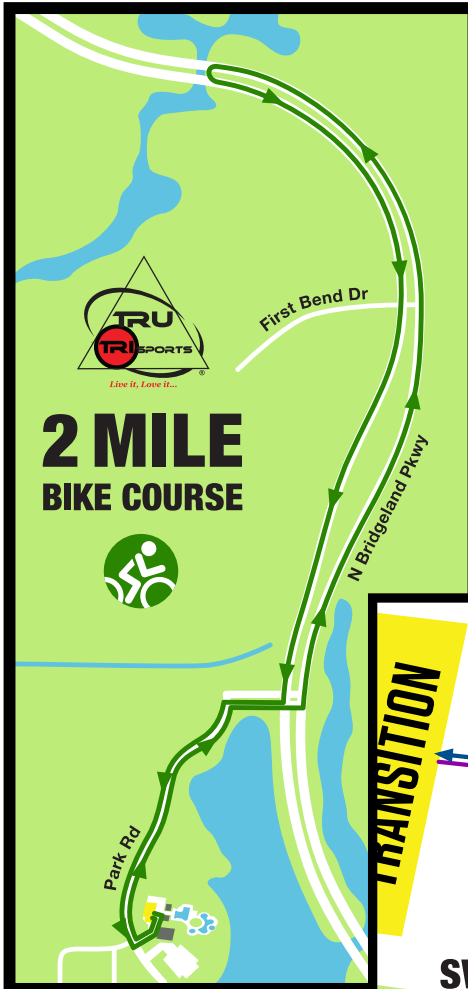 First Bend Dr
TRU
TRI SPORTS
®
Live it, Love it...
2 MILE
BIKE COURSE
N Bridgeland Pkwy
TRANSITION
Park Rd
SW